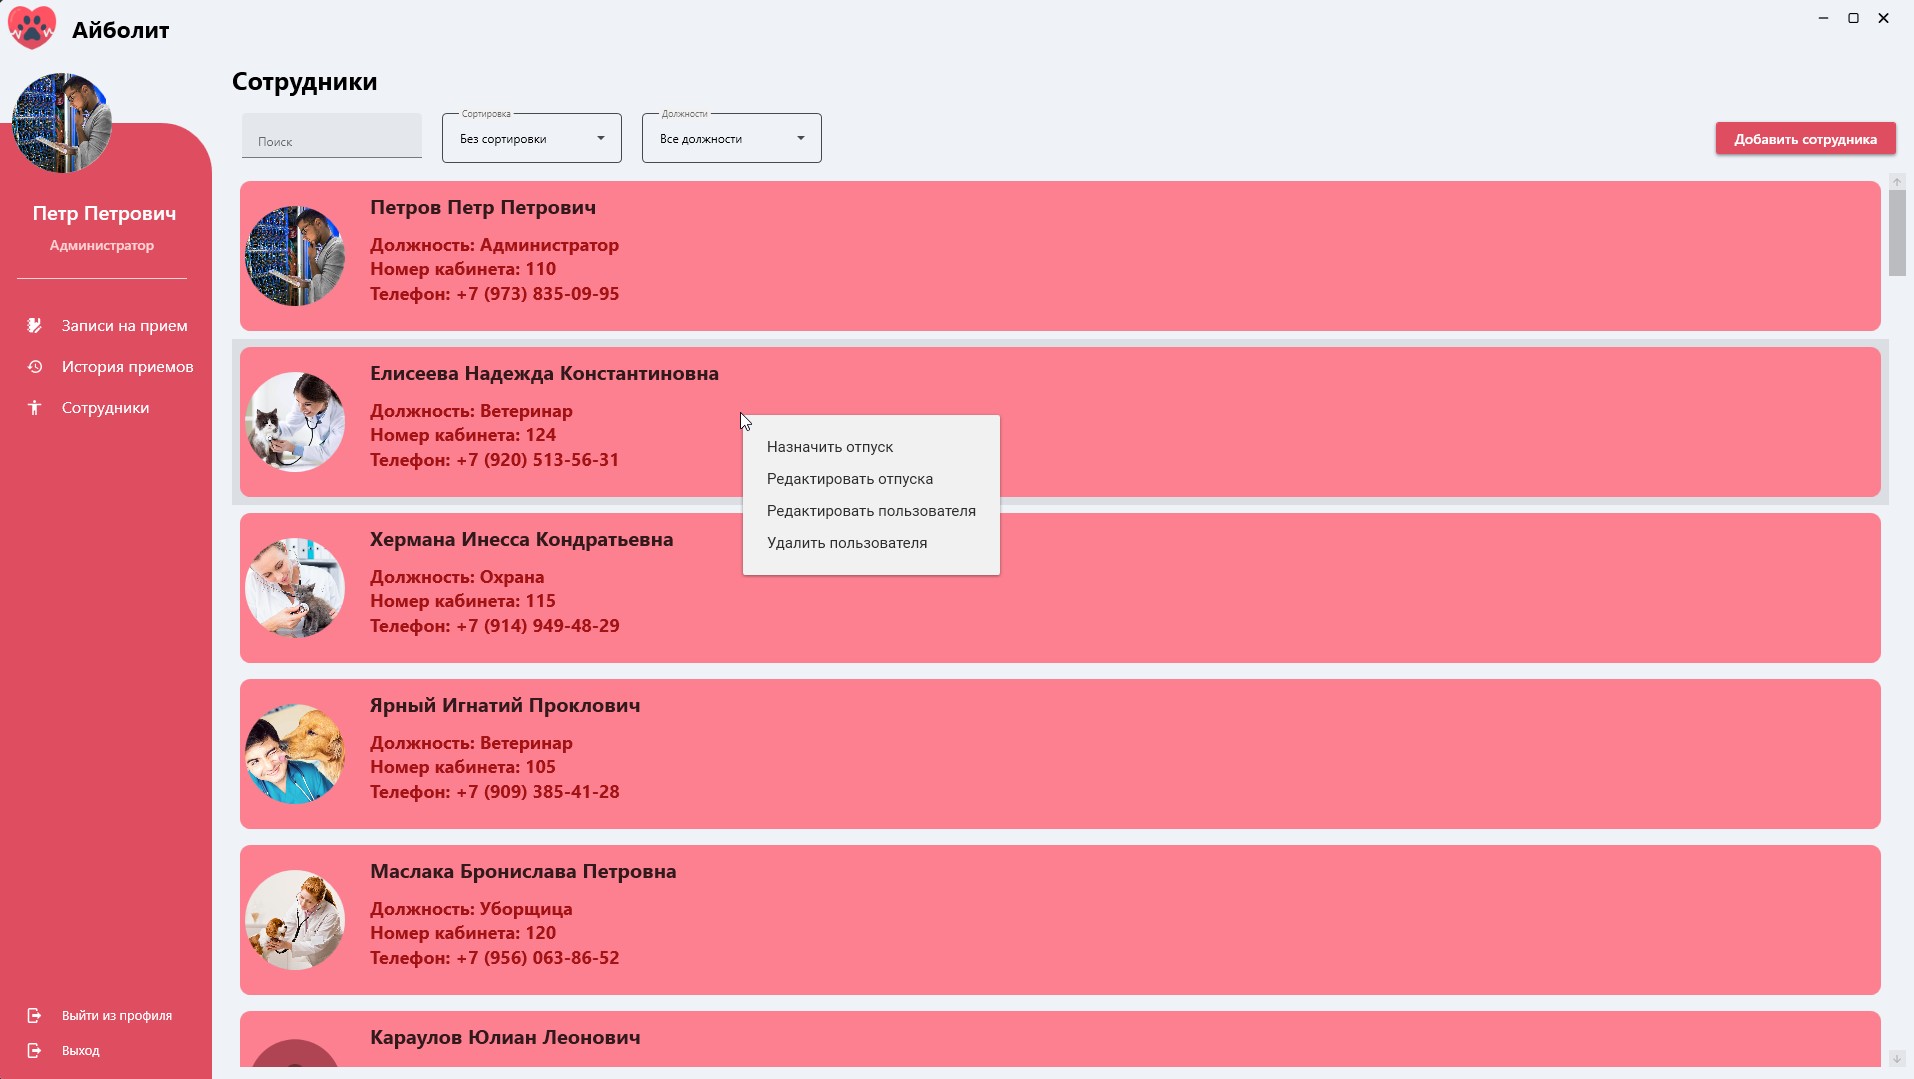 Айболит
Петр Петрович
Администратор
Записи на прием
История приемов
Сотрудники
Выйти из профиля
Выход
Сотрудники
Поиск
Сортировка
Без сортировки
Должности
Все должности
Добавить сотрудника
Петров Петр Петрович
Должность: Администратор
Номер кабинета: 110
Телефон: +7 (973) 835-09-95
Елисеева Надежда Константиновна
Должность: Ветеринар
Номер кабинета: 124
Телефон: +7 (920) 513-56-31
Назначить отпуск
Редактировать отпуска
Редактировать пользователя
Удалить пользователя
Хермана Инесса Кондратьевна
Должность: Охрана
Номер кабинета: 115
Телефон: +7 (914) 949-48-29
Ярный Игнатий Проклович
Должность: Ветеринар
Номер кабинета: 105
Телефон: +7 (909) 385-41-28
Маслака Бронислава Петровна
Должность: Уборщица
Номер кабинета: 120
Телефон: +7 (956) 063-86-52
Караулов Юлиан Леонович